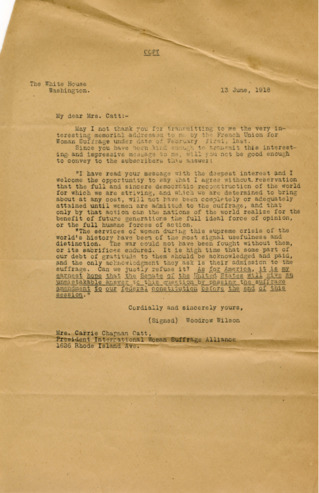 COPY
The White House
Washington.
13 June, 1918
My dear Mrs. Catt:-
May I not thank you for transmitting to me the very in-
teresting memorial addressed to me by the French Union for
Woman Suffrage under date of February first, last.
Since you have been kind enough to transmit this interest-
ing and impressive message to me, will you not be good enough
to convey to the subscribers this answer:
"I have read your message with the deepest interest and I
welcome the opportunity to say that I agree without reservation
that the full and sincere democratic reconstruction of the world
for which we are striving, and which we are determined to bring
about at any cost, will not have been completely or adequately
attained until women are admitted to the suffrage, and that
only by that action can the nations of the world realize for the
benefit of future generations the full ideal force of opinion,
or the full humane forces of action.
The services of women during this supreme crisis of the
world's history have been of the most signal usefulness and
distinction. The war could not have been fought without them,
or its sacrifices endured. It is high time that some part of
our debt of gratitude to them should be acknowledged and paid,
and the only acknowledgment they ask is their admission to the
suffrage. Can we justly refuse it? As for America, it is my
earnest hope that the Senate of the United States will give an
unmistakable answer to that question by passing the suffrage
amendment to our federal constitution before the end of this
session."
Cordially and sincerely yours,
(Signed) Woodrow Wilson
Mrs. Carrie Chapman Catt,
President International Woman Suffrage Alliance
1626 Rhode Island Ave.